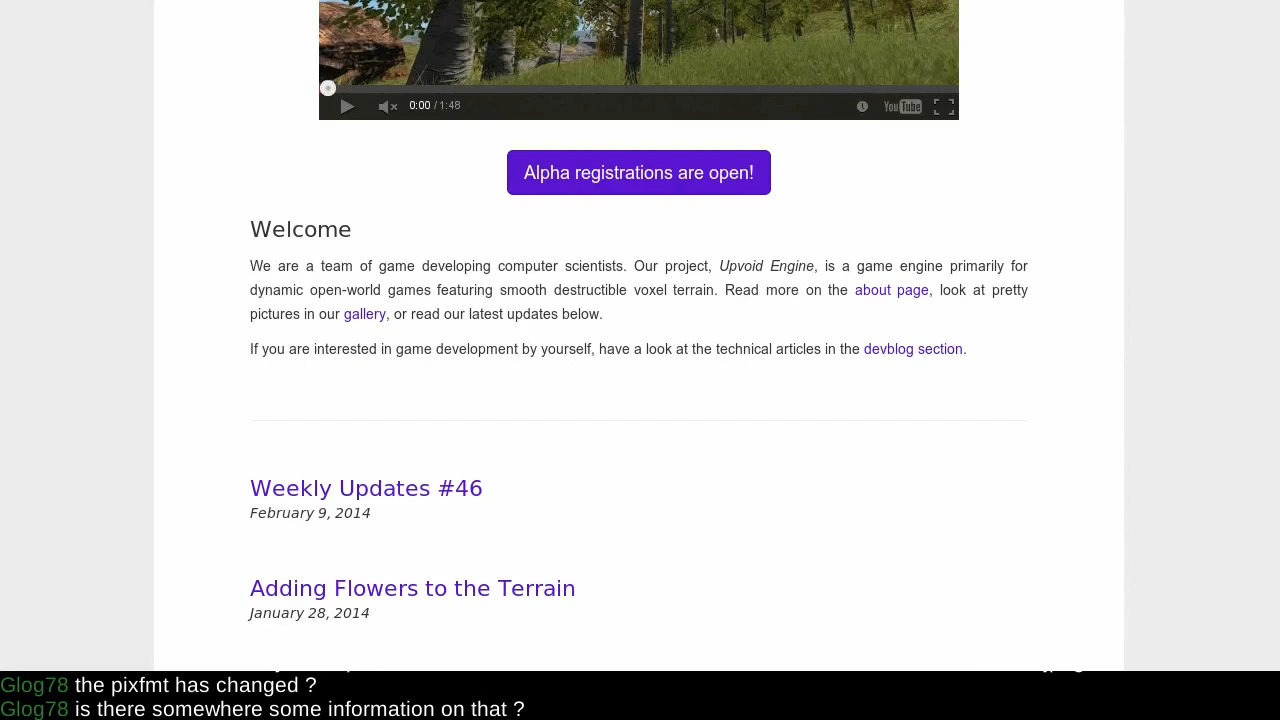 0:00 / 1:48
YouTube
Alpha registrations are open!
Welcome
We are a team of game developing computer scientists. Our project, Upvoid Engine, is a game engine primarily for
dynamic open-world games featuring smooth destructible voxel terrain. Read more on the about page, look at pretty
pictures in our gallery, or read our latest updates below.
If you are interested in game development by yourself, have a look at the technical articles in the devblog section.
Weekly Updates #46
February 9, 2014
Adding Flowers to the Terrain
January 28, 2014
Glog78 the pixfmt has changed ?
Glog78 is there somewhere some information on that ?